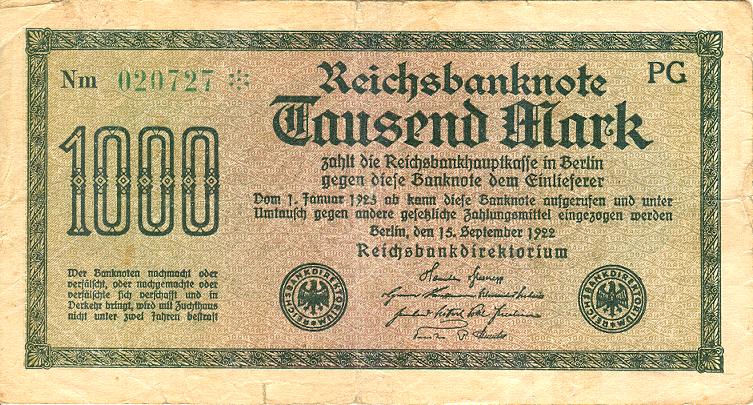 Nm 020727 *
PG
Reichsbanknote
Tausend Mark
1000
zahlt die Reichsbankhauptkasse in Berlin
gegen diese Banknote dem Einlieferer
Vom 1. Januar 1923 ab kann diese Banknote aufgerufen und unter
Umtausch gegen andere gesetzliche Zahlungsmittel eingezogen werden
Berlin, den 15. September 1922
Reichsbankdirektorium
Wer Banknoten nachmacht oder
verfälscht, oder nachgemachte oder
verfälschte sich verschafft und in
Verkehr bringt, wird mit Zuchthaus
nicht unter zwei Jahren bestraft
REICHSBANKDIREKTORIUM
REICHSBANKDIREKTORIUM